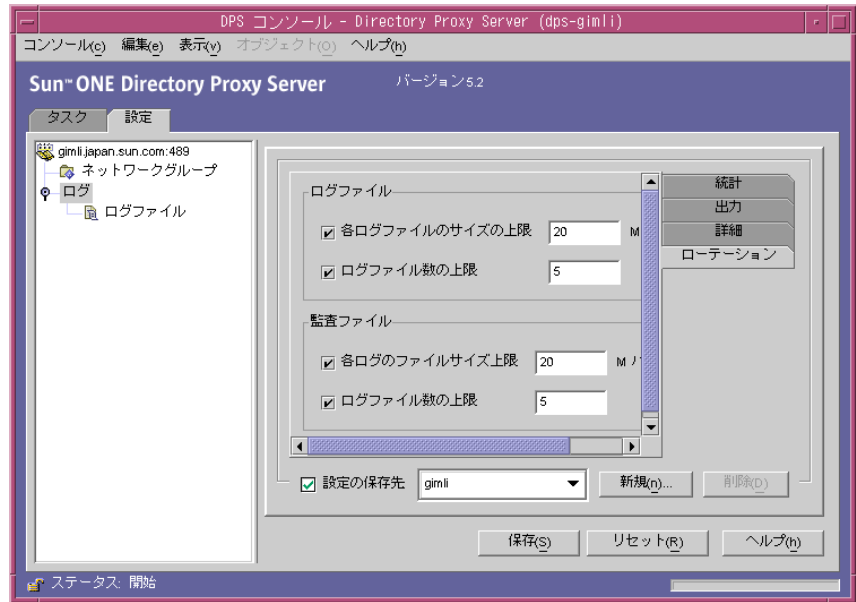 DPS コンソール - Directory Proxy Server (dps-gimli)
コンソール(c) 編集(e) 表示(v) オブジェクト(o) ヘルプ(h)
Sun™ ONE Directory Proxy Server バージョン5.2
タスク 設定
gimli.japan.sun.com:489
ネットワークグループ
ログ
ログファイル
ログファイル
各ログファイルのサイズの上限 20 M
ログファイル数の上限 5
監査ファイル
各ログのファイルサイズ上限 20 M
ログファイル数の上限 5
統計
出力
詳細
ローテーション
設定の保存先 gimli 新規(n)... 削除(D)
保存(S) リセット(R) ヘルプ(h)
ステータス: 開始